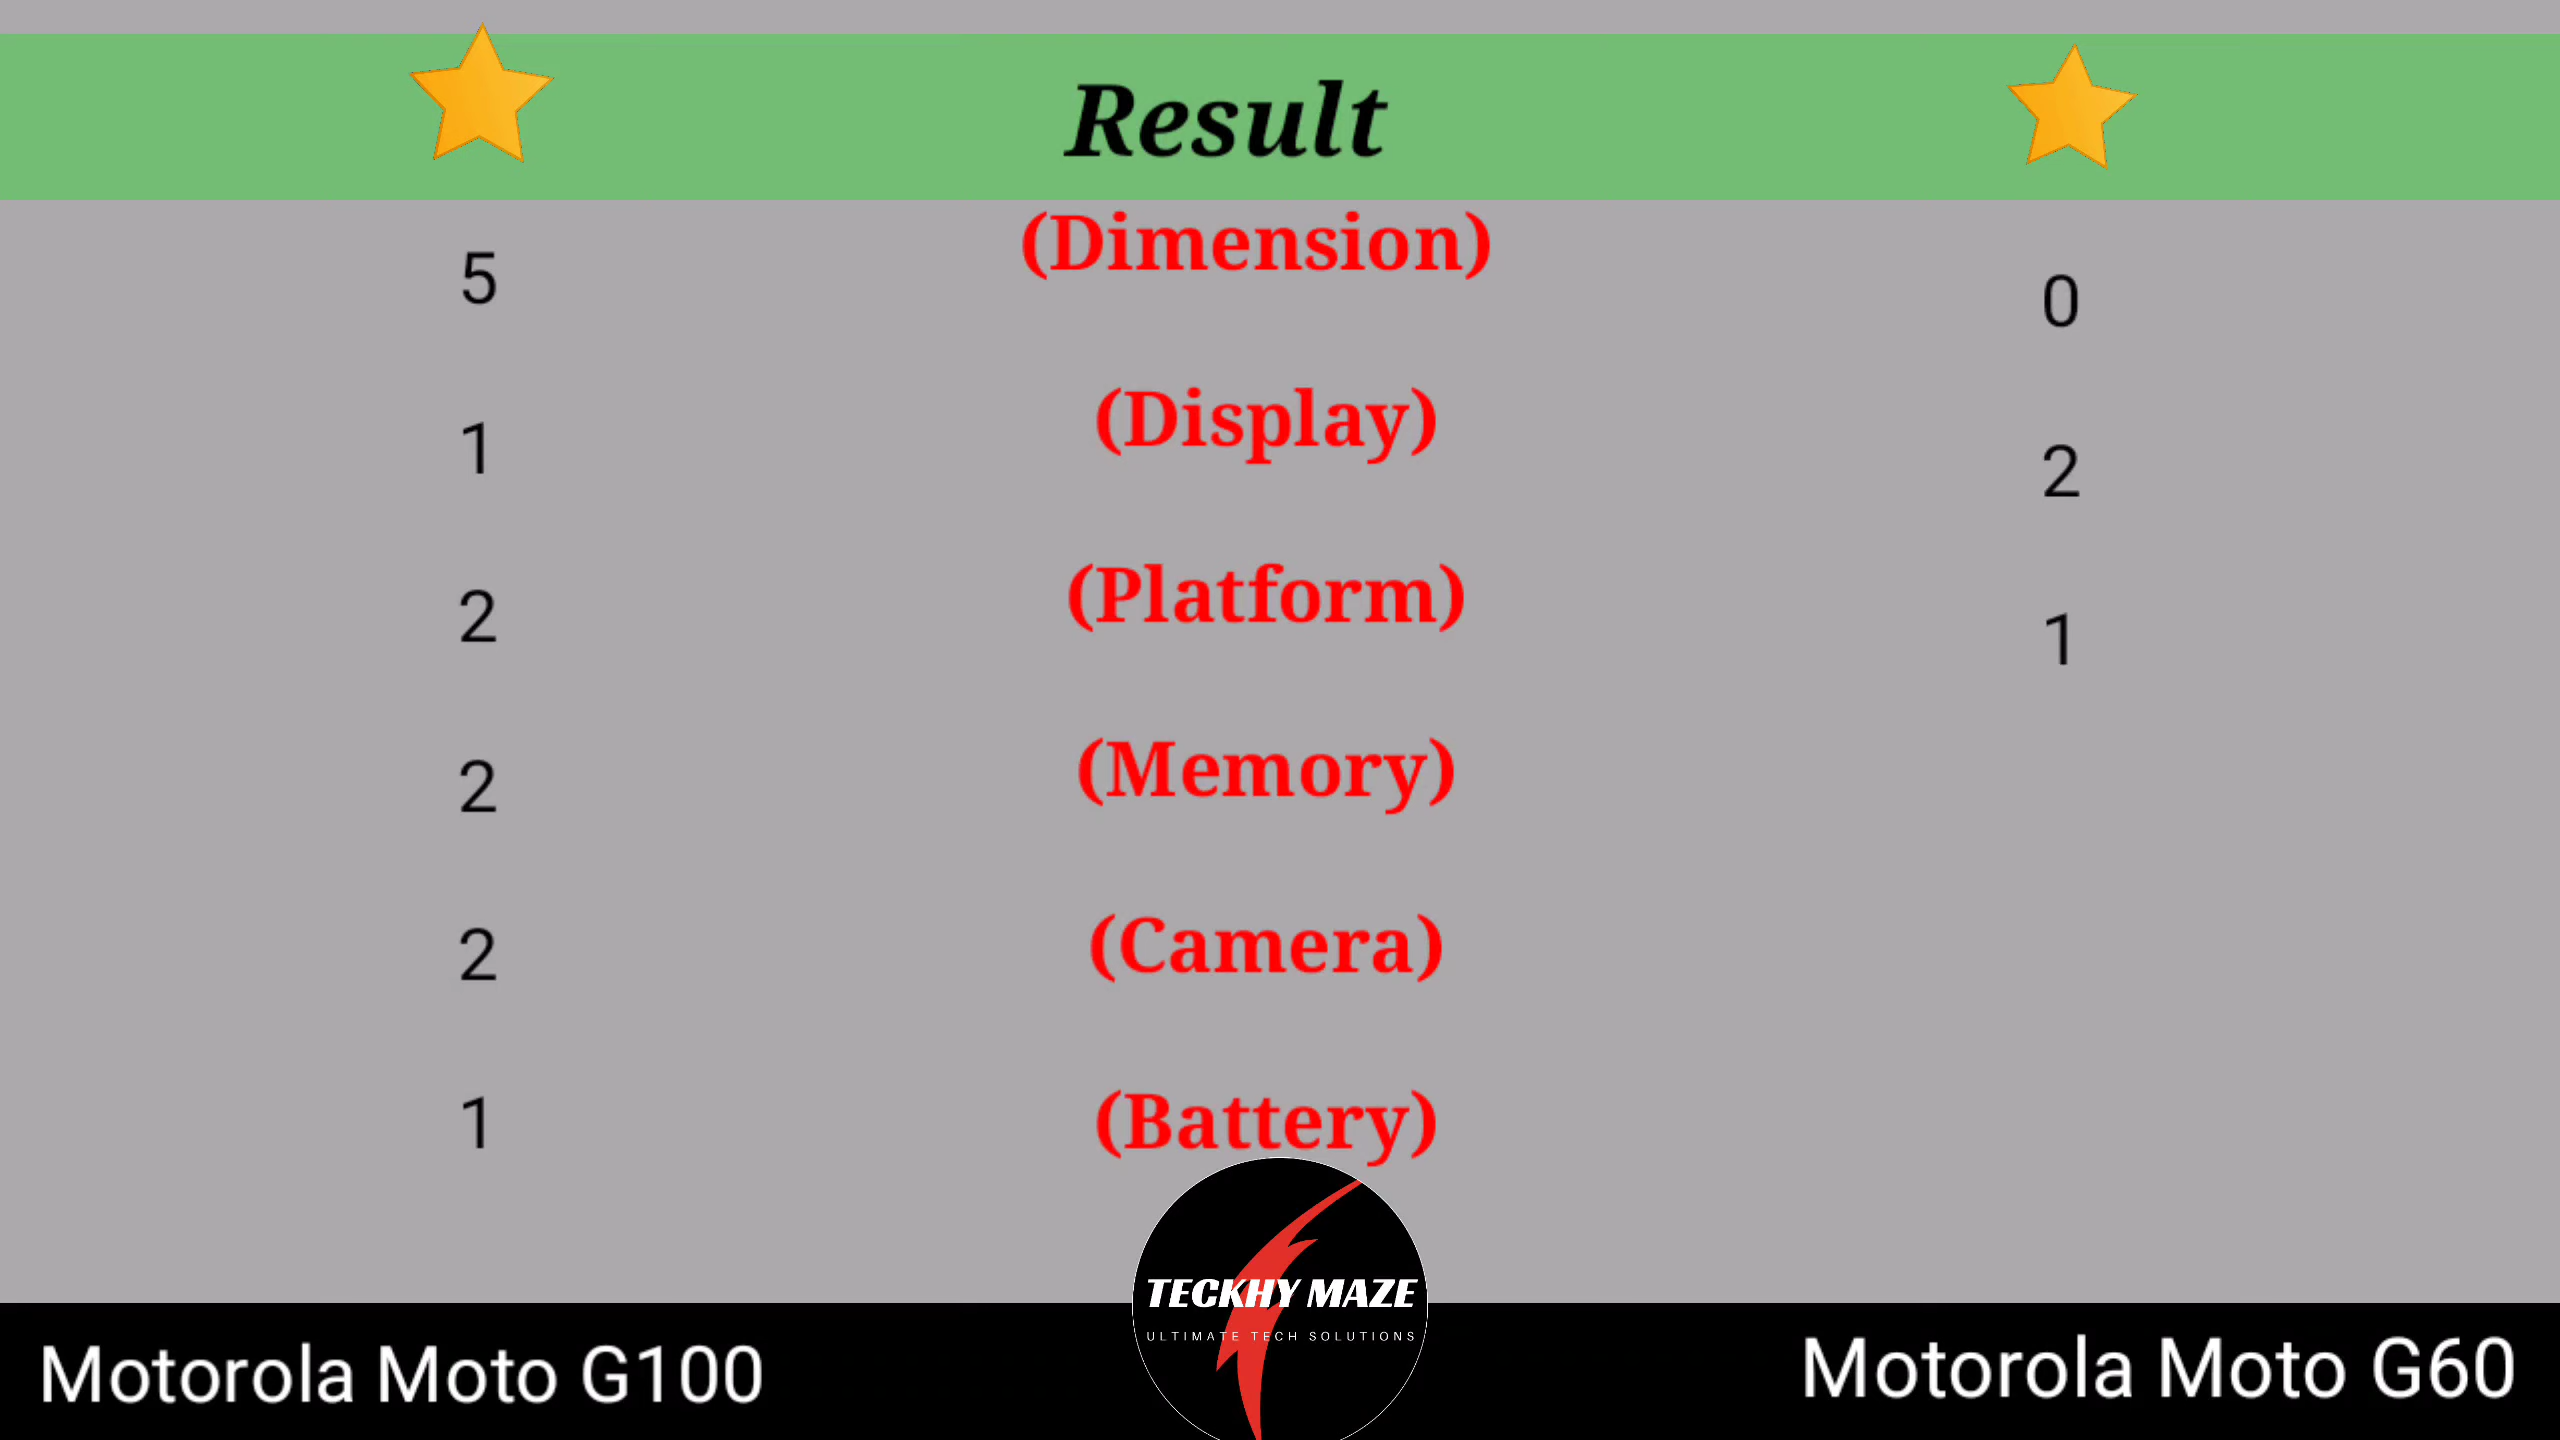 Result
(Dimension)
5
0
(Display)
1
2
(Platform)
2
1
(Memory)
2
(Camera)
2
(Battery)
1
TECKHY MAZE
ULTIMATE TECH SOLUTIONS
Motorola Moto G100
Motorola Moto G60